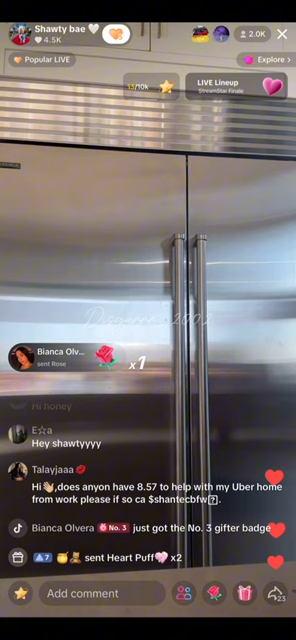 Shawty bae 🤍
4.5K
2.0K
Popular LIVE
Explore >
13/10k
LIVE Lineup
StreamStar Finale
Bianca Olv...
sent Rose
x1
Hi honey
E☆a
Hey shawtyyyy
Talayjaaa 💋
Hi👋🏼,does anyon have 8.57 to help with my Uber home
from work please if so ca $shantecbfw⍰.
Bianca Olvera No. 3 just got the No. 3 gifter badge
7 sent Heart Puff x2
Add comment
23